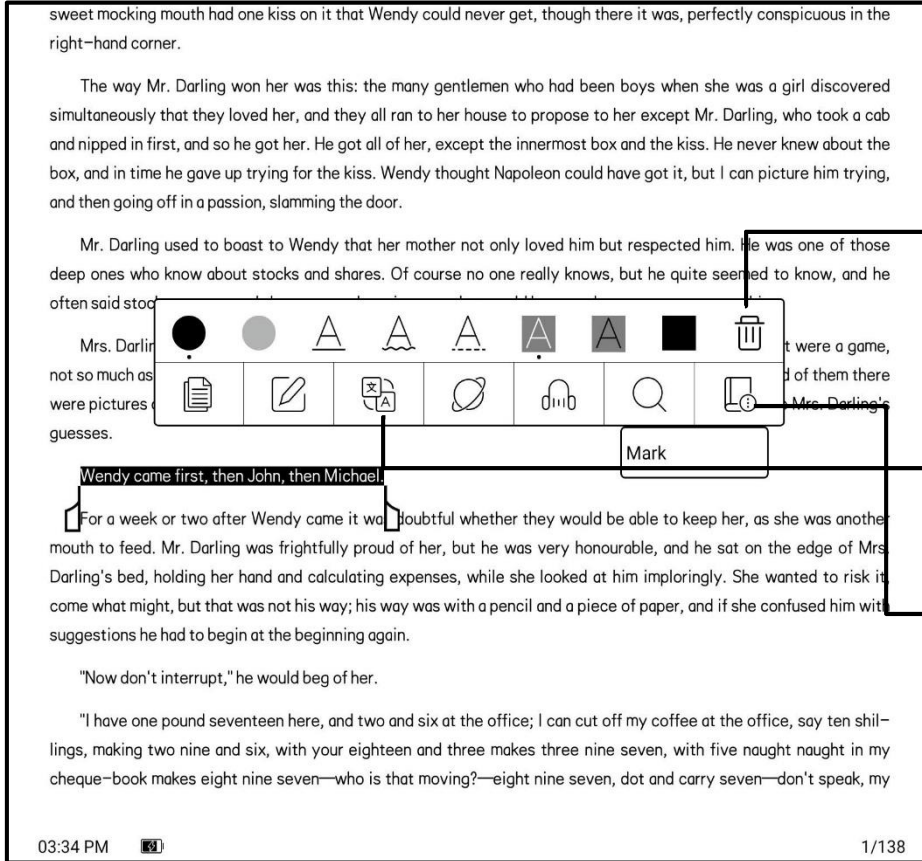 sweet mocking mouth had one kiss on it that Wendy could never get, though there it was, perfectly conspicuous in the
right-hand corner.
The way Mr. Darling won her was this: the many gentlemen who had been boys when she was a girl discovered
simultaneously that they loved her, and they all ran to her house to propose to her except Mr. Darling, who took a cab
and nipped in first, and so he got her. He got all of her, except the innermost box and the kiss. He never knew about the
box, and in time he gave up trying for the kiss. Wendy thought Napoleon could have got it, but I can picture him trying,
and then going off in a passion, slamming the door.
Mr. Darling used to boast to Wendy that her mother not only loved him but respected him. He was one of those
deep ones who know about stocks and shares. Of course no one really knows, but he quite seemed to know, and he
often said
Mrs. t were a game,
not so much as of them there
were pictures Mrs. Darling's
guesses.
Mark
Wendy came first, then John, then Michael.
For a week or two after Wendy came it doubtful whether they would be able to keep her, as she was another
mouth to feed. Mr. Darling was frightfully proud of her, but he was very honourable, and he sat on the edge of Mrs.
Darling's bed, holding her hand and calculating expenses, while she looked at him imploringly. She wanted to risk it,
come what might, but that was not his way; his way was with a pencil and a piece of paper, and if she confused him with
suggestions he had to begin at the beginning again.
"Now don't interrupt," he would beg of her.
"I have one pound seventeen here, and two and six at the office; I can cut off my coffee at the office, say ten shil-
lings, making two nine and six, with your eighteen and three makes three nine seven, with five naught naught in my
cheque-book makes eight nine seven—who is that moving?—eight nine seven, dot and carry seven—don't speak, my
03:34 PM 1/138